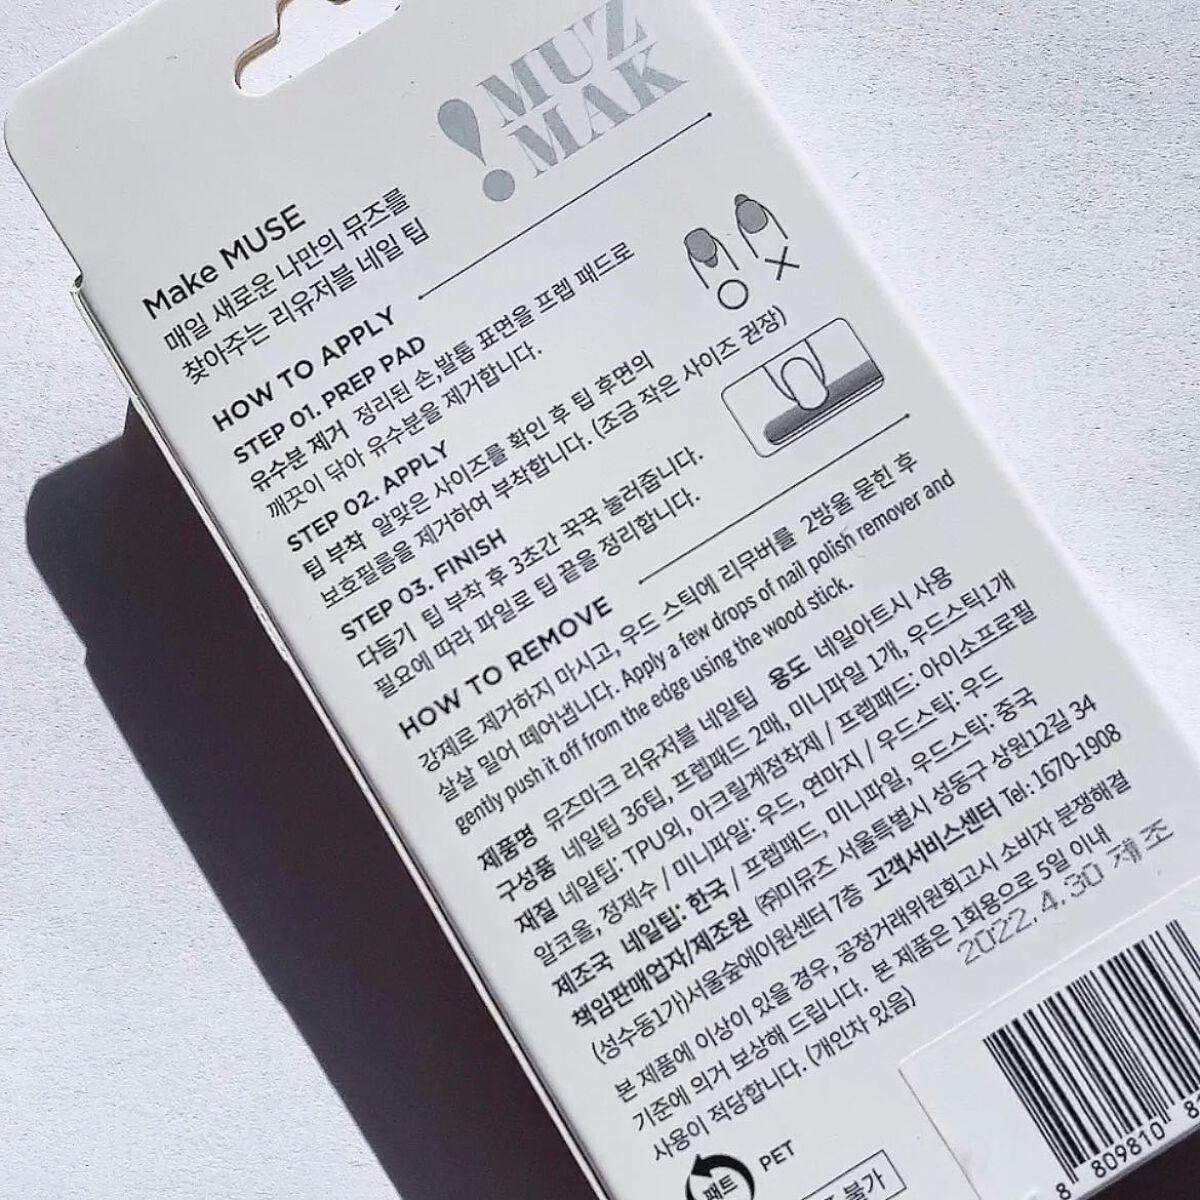 MUZ
MAK
Make MUSE
매일 새로운 나만의 뮤즈를
찾아주는 리유저블 네일 팁
HOW TO APPLY
STEP 01. PREP PAD
유수분 제거 정리된 손,발톱 표면을 프렙 패드로
깨끗이 닦아 유수분을 제거합니다.
STEP 02. APPLY
팁 부착 알맞은 사이즈를 확인 후 팁 후면의
보호필름을 제거하여 부착합니다. (조금 작은 사이즈 권장)
STEP 03. FINISH
다듬기 팁 부착 후 3초간 꾹꾹 눌러줍니다.
필요에 따라 파일로 팁 끝을 정리합니다.
HOW TO REMOVE
강제로 제거하지 마시고, 우드 스틱에 리무버를 2방울 묻힌 후
살살 밀어 떼어냅니다. Apply a few drops of nail polish remover and
gently push it off from the edge using the wood stick.
제품명 뮤즈마크 리유저블 네일팁 용도 네일아트시 사용
구성품 네일팁 36팁, 프렙패드 2매, 미니파일 1개, 우드스틱1개
재질 네일팁: TPU외, 아크릴계점착제 / 프렙패드: 아이소프로필
알코올, 정제수 / 미니파일: 우드, 연마지 / 우드스틱: 우드
제조국 네일팁: 한국 / 프렙패드, 미니파일, 우드스틱: 중국
책임판매업자/제조원 (주)미뮤즈 서울특별시 성동구 상원12길 34
(성수동1가)서울숲에이원센터 7층 고객서비스센터 Tel: 1670-1908
본 제품에 이상이 있을 경우, 공정거래위원회고시 소비자 분쟁해결
기준에 의거 보상해 드립니다. 본 제품은 1회용으로 5일 이내
사용이 적당합니다. (개인차 있음)
2022.4.30 제조
페트
PET
불가
8 809810 8